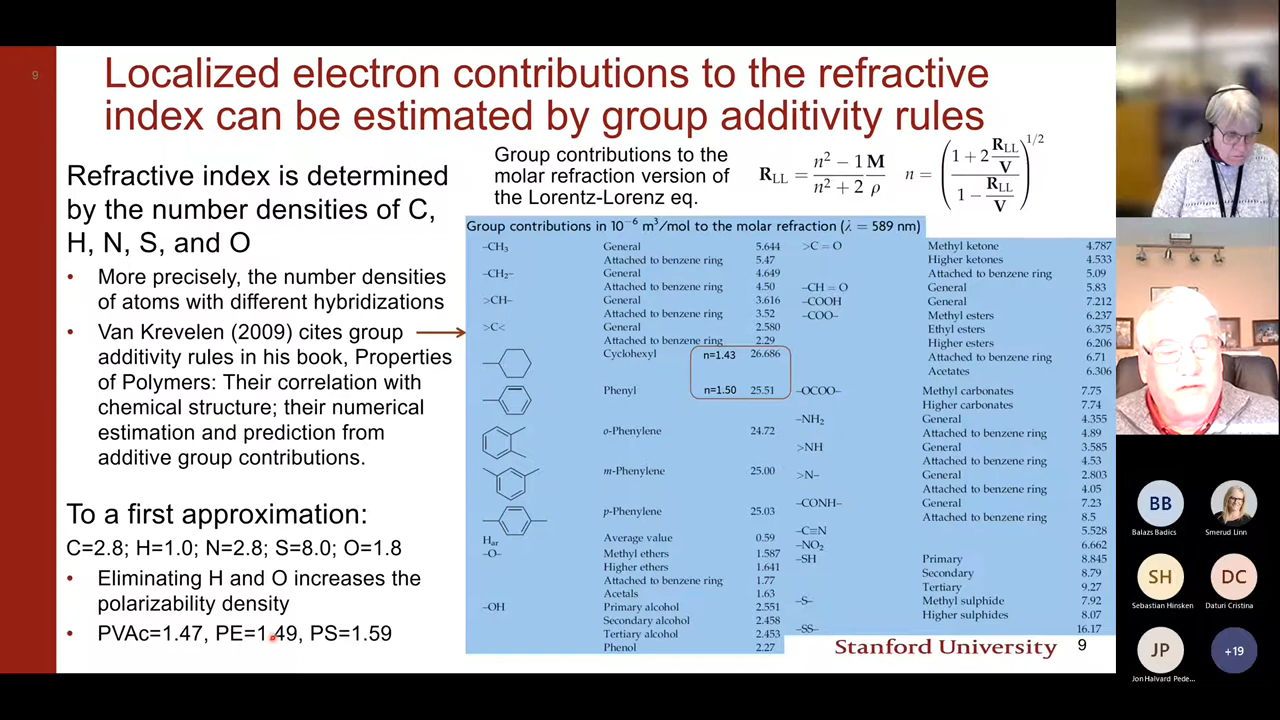 9
Localized electron contributions to the refractive
index can be estimated by group additivity rules
Refractive index is determined
by the number densities of C,
H, N, S, and O
• More precisely, the number densities
of atoms with different hybridizations
• Van Krevelen (2009) cites group
additivity rules in his book, Properties
of Polymers: Their correlation with
chemical structure; their numerical
estimation and prediction from
additive group contributions.
To a first approximation:
C=2.8; H=1.0; N=2.8; S=8.0; O=1.8
• Eliminating H and O increases the
polarizability density
• PVAc=1.47, PE=1.49, PS=1.59
Group contributions to the
molar refraction version of
the Lorentz-Lorenz eq.
R_LL = (n² − 1)/(n² + 2) M/ρ
n = ((1 + 2 R_LL/V)/(1 − R_LL/V))^1/2
Group contributions in 10⁻⁶ m³/mol to the molar refraction (λ = 589 nm)
–CH₃ General 5.644
Attached to benzene ring 5.47
–CH₂– General 4.649
Attached to benzene ring 4.50
>CH– General 3.616
Attached to benzene ring 3.52
>C< General 2.580
Attached to benzene ring 2.29
Cyclohexyl n=1.43 26.686
Phenyl n=1.50 25.51
o-Phenylene 24.72
m-Phenylene 25.00
p-Phenylene 25.03
H_ar Average value 0.59
–O– Methyl ethers 1.587
Higher ethers 1.641
Attached to benzene ring 1.77
Acetals 1.63
–OH Primary alcohol 2.551
Secondary alcohol 2.458
Tertiary alcohol 2.453
Phenol 2.27
>C=O Methyl ketone 4.787
Higher ketones 4.533
Attached to benzene ring 5.09
–CH=O General 5.83
–COOH General 7.212
–COO– Methyl esters 6.237
Ethyl esters 6.375
Higher esters 6.206
Attached to benzene ring 6.71
Acetates 6.306
–OCOO– Methyl carbonates 7.75
Higher carbonates 7.74
–NH₂ General 4.355
Attached to benzene ring 4.89
>NH General 3.585
Attached to benzene ring 4.53
>N– General 2.803
Attached to benzene ring 4.05
–CONH– General 7.23
Attached to benzene ring 8.5
–C≡N 5.528
–NO₂ 6.662
–SH Primary 8.845
Secondary 8.79
Tertiary 9.27
–S– Methyl sulphide 7.92
Higher sulphides 8.07
–SS– 16.17
Stanford University 9
BB
Balazs Badics
Smerud Linn
SH
Sebastian Hinsken
DC
Daturi Cristina
JP
Jon Halvard Pede...
+19